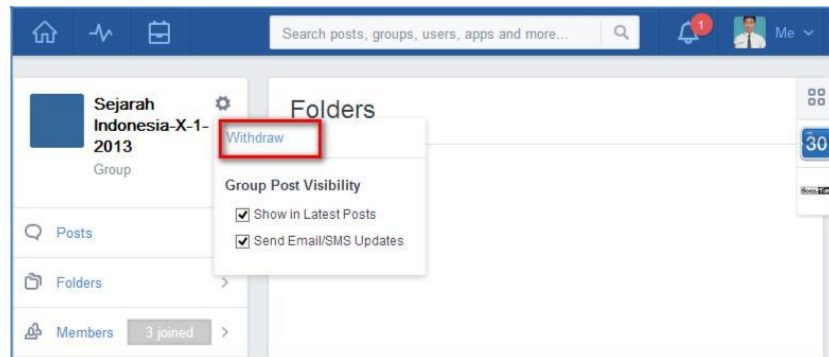 Search posts, groups, users, apps and more...
1
Me
Sejarah
Indonesia-X-1-
2013
Group
Folders
Withdraw
Group Post Visibility
Show in Latest Posts
Send Email/SMS Updates
30
Posts
Folders
Members
3 joined